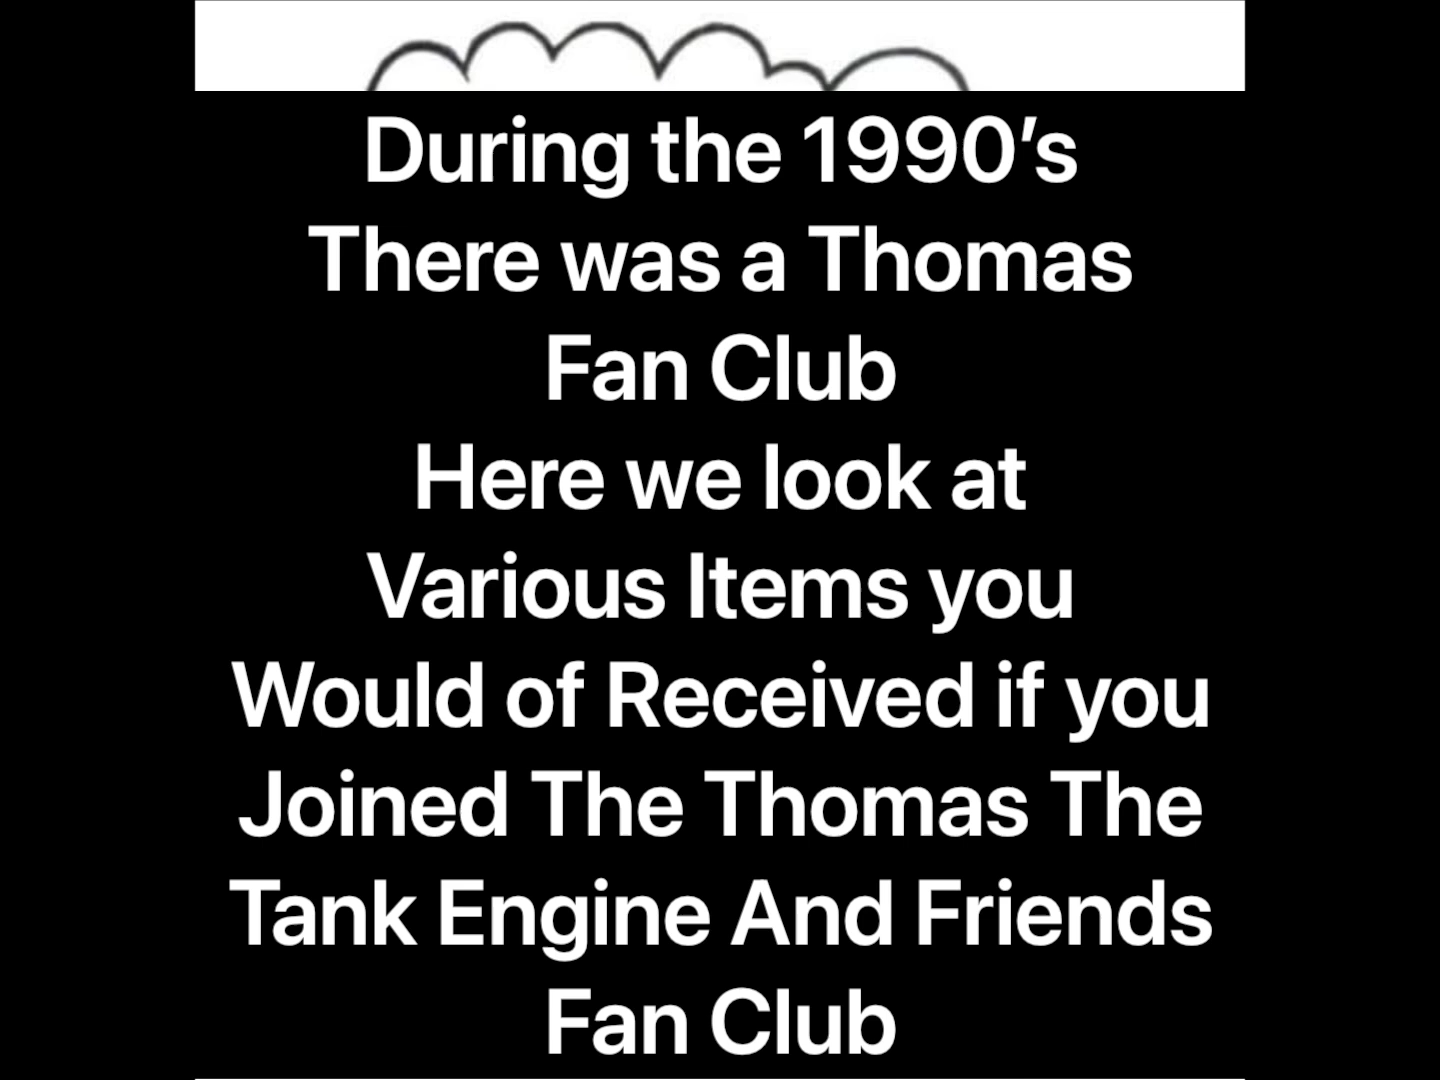 During the 1990’s
There was a Thomas
Fan Club
Here we look at
Various Items you
Would of Received if you
Joined The Thomas The
Tank Engine And Friends
Fan Club